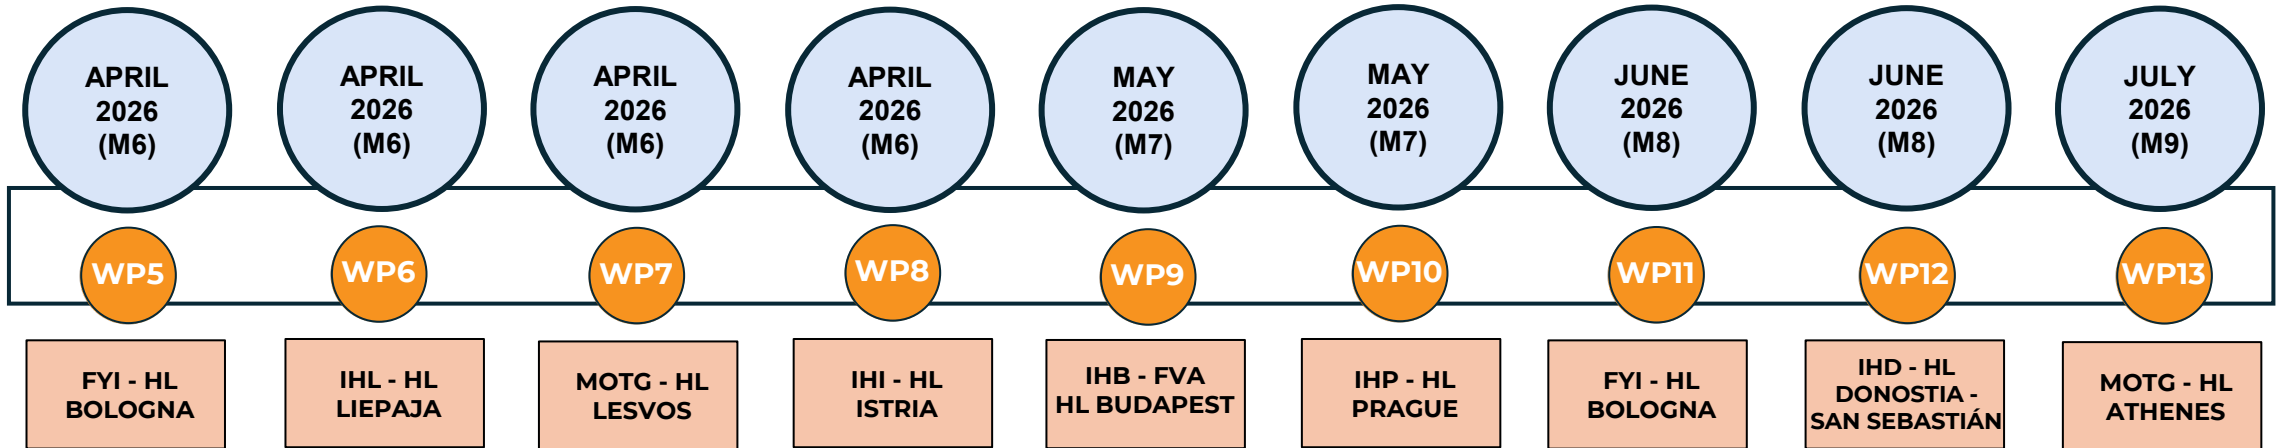 APRIL
2026
(M6)
APRIL
2026
(M6)
APRIL
2026
(M6)
APRIL
2026
(M6)
MAY
2026
(M7)
MAY
2026
(M7)
JUNE
2026
(M8)
JUNE
2026
(M8)
JULY
2026
(M9)
WP5
WP6
WP7
WP8
WP9
WP10
WP11
WP12
WP13
FYI - HL
BOLOGNA
IHL - HL
LIEPAJA
MOTG - HL
LESVOS
IHI - HL
ISTRIA
IHB - FVA
HL BUDAPEST
IHP - HL
PRAGUE
FYI - HL
BOLOGNA
IHD - HL
DONOSTIA -
SAN SEBASTIÁN
MOTG - HL
ATHENES